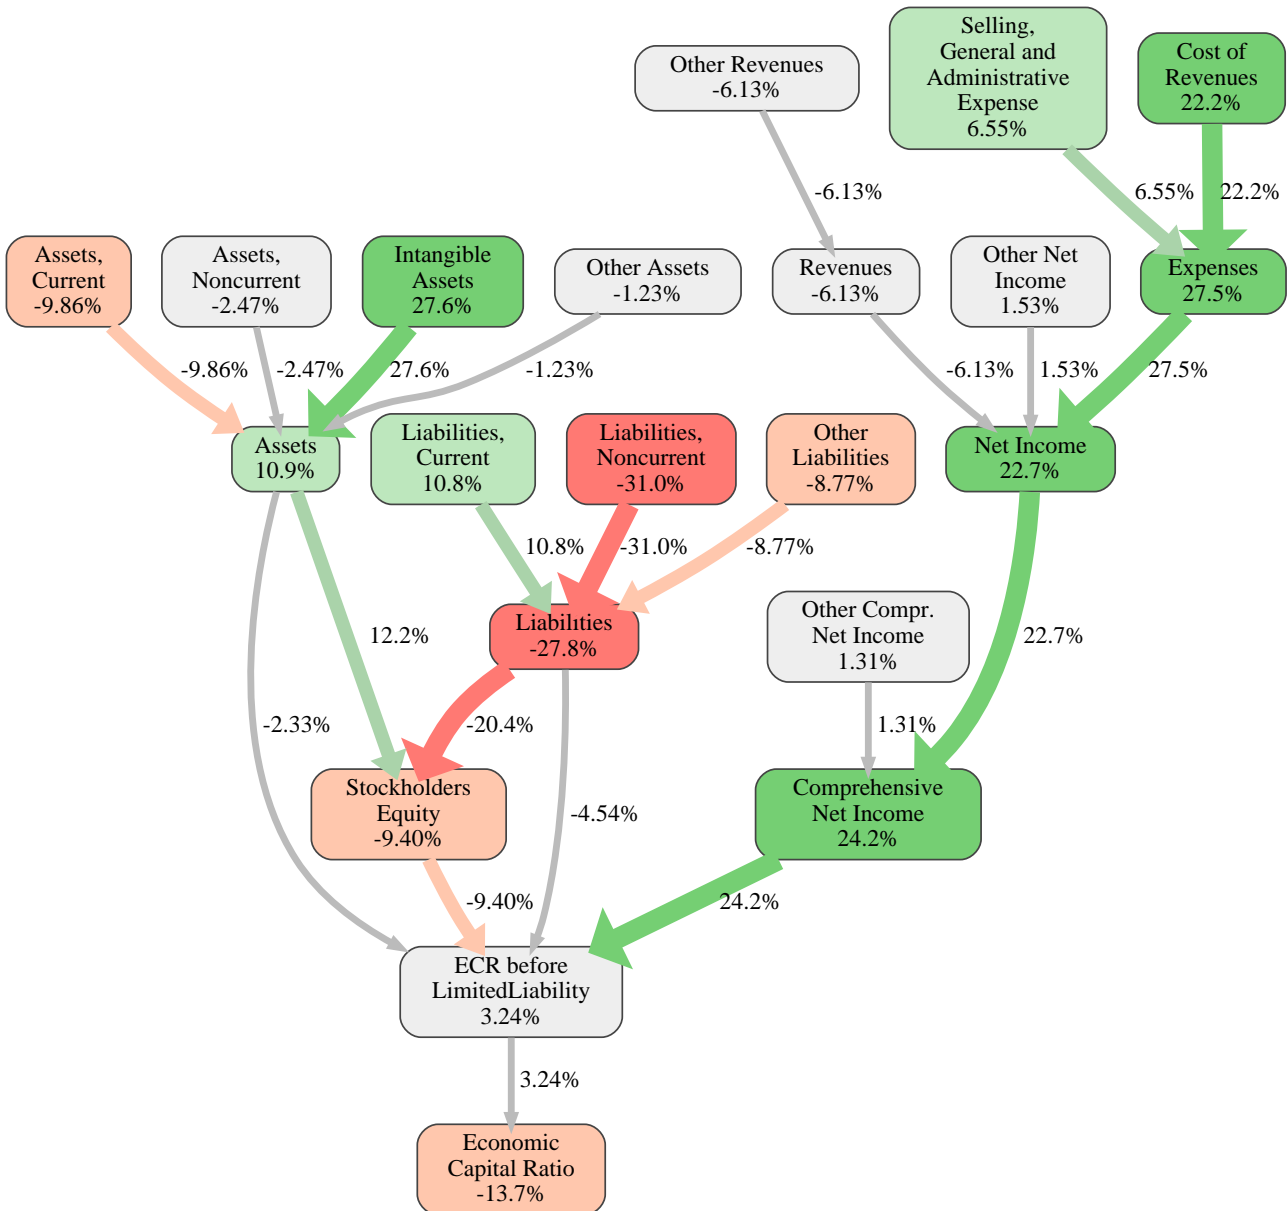 Selling,
General and
Administrative
Expense
6.55%
Cost of
Revenues
22.2%
Other Revenues
-6.13%
-6.13%
6.55%
22.2%
Assets,
Current
-9.86%
Assets,
Noncurrent
-2.47%
Intangible
Assets
27.6%
Other Assets
-1.23%
Revenues
-6.13%
Other Net
Income
1.53%
Expenses
27.5%
-9.86%
-2.47%
27.6%
-1.23%
-6.13%
1.53%
27.5%
Assets
10.9%
Liabilities,
Current
10.8%
Liabilities,
Noncurrent
-31.0%
Other
Liabilities
-8.77%
Net Income
22.7%
10.8%
-31.0%
-8.77%
Liabilities
-27.8%
Other Compr.
Net Income
1.31%
12.2%
22.7%
-2.33%
-20.4%
1.31%
Stockholders
Equity
-9.40%
-4.54%
Comprehensive
Net Income
24.2%
-9.40%
24.2%
ECR before
LimitedLiability
3.24%
3.24%
Economic
Capital Ratio
-13.7%